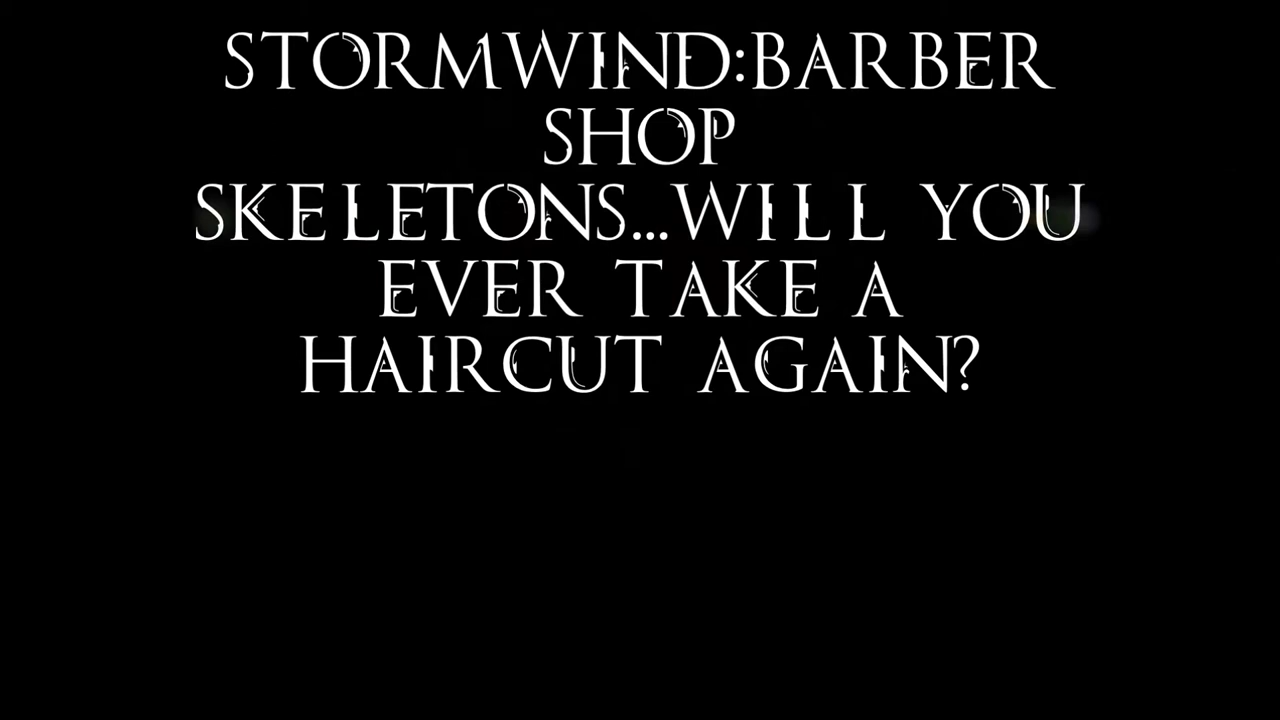 STORMWIND:BARBER
SHOP
SKELETONS...WILL YOU
EVER TAKE A
HAIRCUT AGAIN?